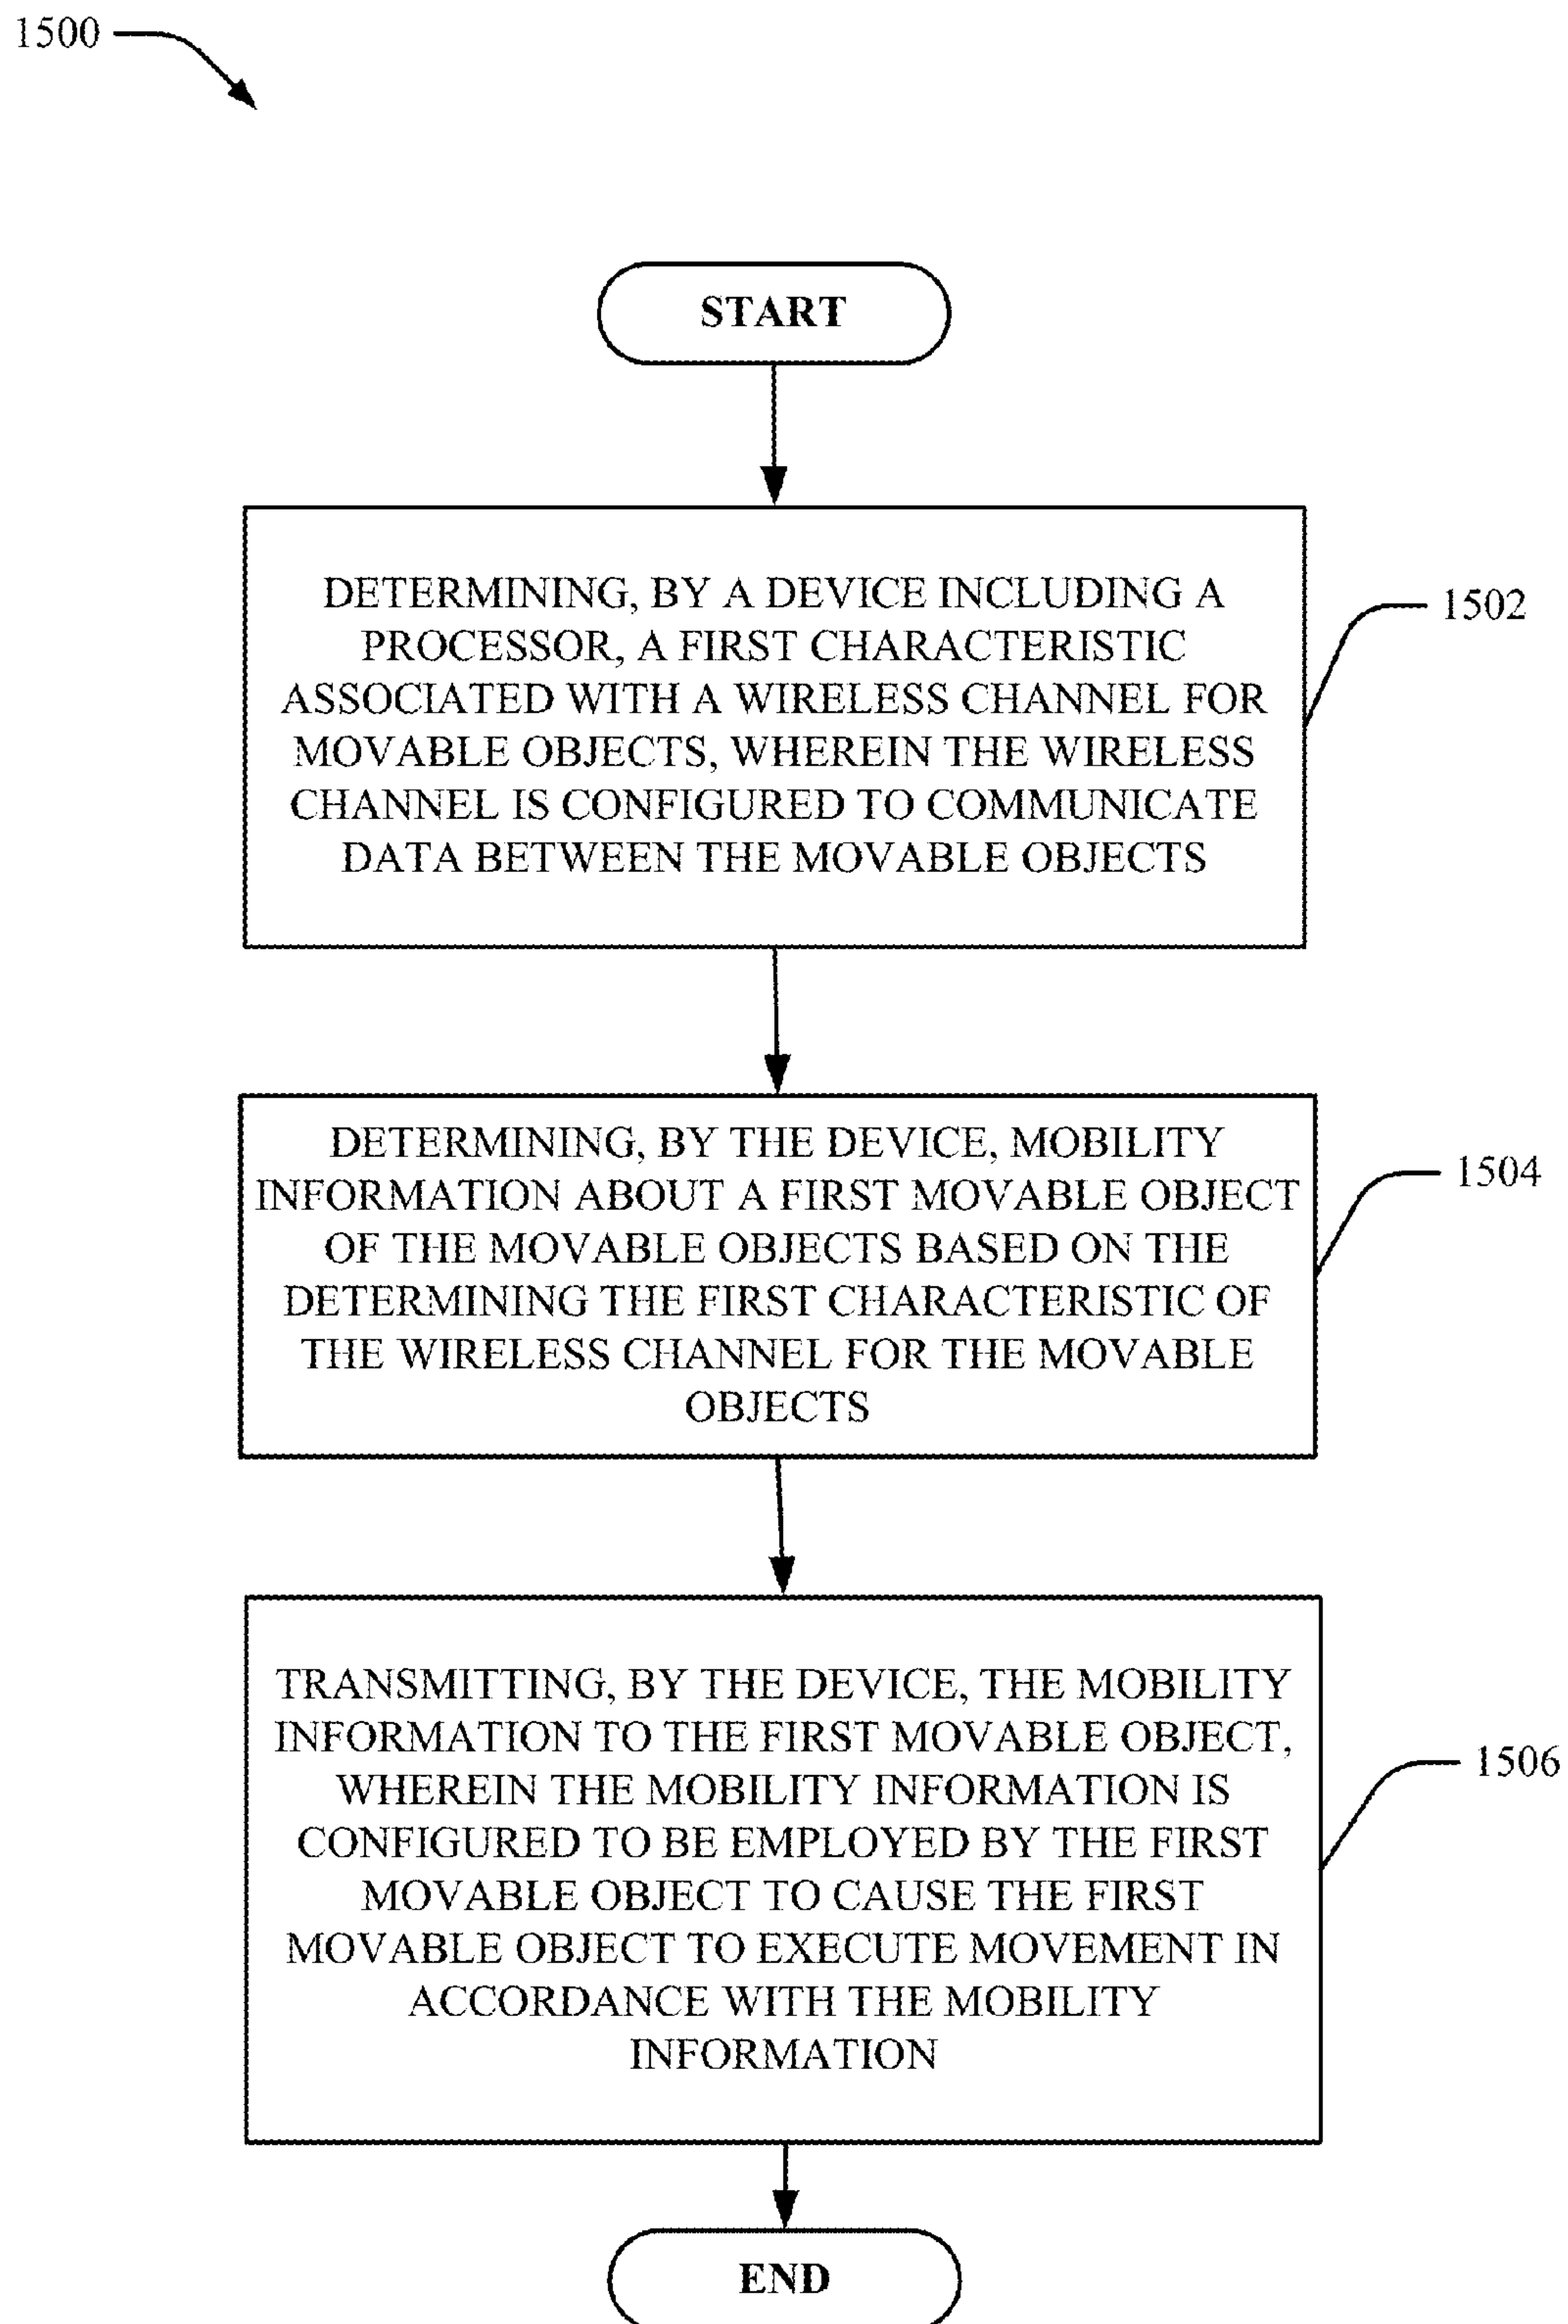 1500
START
DETERMINING, BY A DEVICE INCLUDING A
PROCESSOR, A FIRST CHARACTERISTIC
ASSOCIATED WITH A WIRELESS CHANNEL FOR
MOVABLE OBJECTS, WHEREIN THE WIRELESS
CHANNEL IS CONFIGURED TO COMMUNICATE
DATA BETWEEN THE MOVABLE OBJECTS
1502
DETERMINING, BY THE DEVICE, MOBILITY
INFORMATION ABOUT A FIRST MOVABLE OBJECT
OF THE MOVABLE OBJECTS BASED ON THE
DETERMINING THE FIRST CHARACTERISTIC OF
THE WIRELESS CHANNEL FOR THE MOVABLE
OBJECTS
1504
TRANSMITTING, BY THE DEVICE, THE MOBILITY
INFORMATION TO THE FIRST MOVABLE OBJECT,
WHEREIN THE MOBILITY INFORMATION IS
CONFIGURED TO BE EMPLOYED BY THE FIRST
MOVABLE OBJECT TO CAUSE THE FIRST
MOVABLE OBJECT TO EXECUTE MOVEMENT IN
ACCORDANCE WITH THE MOBILITY
INFORMATION
1506
END